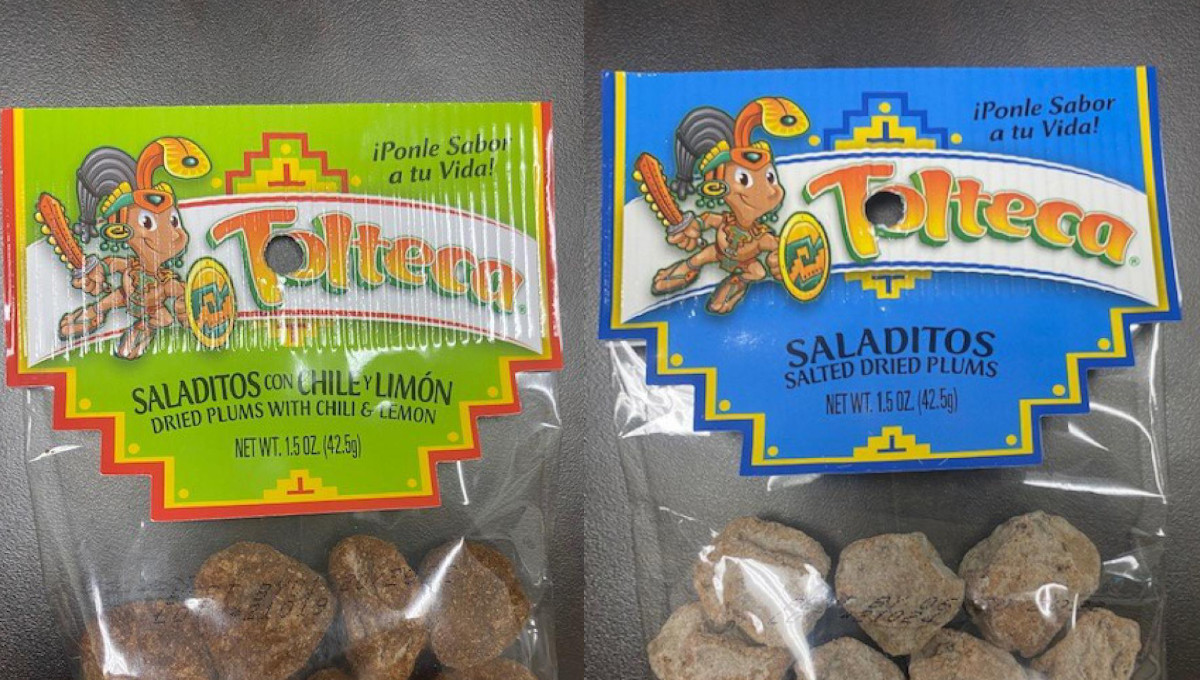 ¡Ponle Sabor
a tu Vida!
Tolteca®
SALADITOS CON CHILE Y LIMÓN
DRIED PLUMS WITH CHILI & LEMON
NET WT. 1.5 OZ. (42.5g)
¡Ponle Sabor
a tu Vida!
Tolteca®
SALADITOS
SALTED DRIED PLUMS
NET WT. 1.5 OZ. (42.5g)